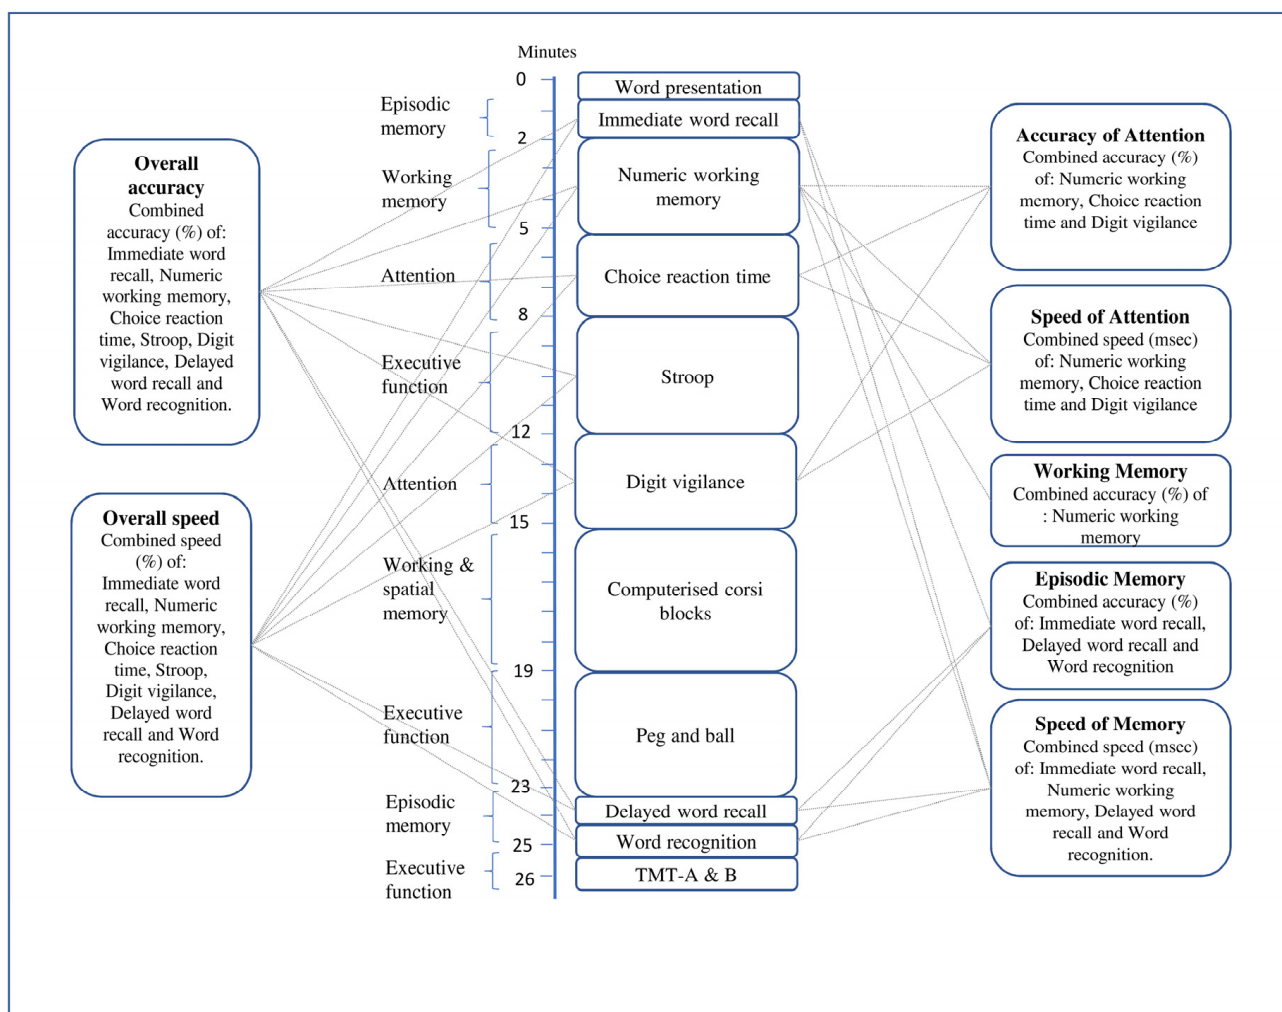 Minutes
0
2
5
8
12
15
19
23
25
26
Overall
accuracy
Combined
accuracy (%) of:
Immediate word
recall, Numeric
working memory,
Choice reaction
time, Stroop, Digit
vigilance, Delayed
word recall and
Word recognition.
Overall speed
Combined speed
(%) of:
Immediate word
recall, Numeric
working memory,
Choice reaction
time, Stroop,
Digit vigilance,
Delayed word
recall and Word
recognition.
Episodic
memory
Working
memory
Attention
Executive
function
Attention
Working &
spatial
memory
Executive
function
Episodic
memory
Executive
function
Word presentation
Immediate word recall
Numeric working
memory
Choice reaction time
Stroop
Digit vigilance
Computerised corsi
blocks
Peg and ball
Delayed word recall
Word recognition
TMT-A & B
Accuracy of Attention
Combined accuracy (%)
of: Numeric working
memory, Choice reaction
time and Digit vigilance
Speed of Attention
Combined speed (msec)
of: Numeric working
memory, Choice reaction
time and Digit vigilance
Working Memory
Combined accuracy (%) of
: Numeric working
memory
Episodic Memory
Combined accuracy (%)
of: Immediate word recall,
Delayed word recall and
Word recognition
Speed of Memory
Combined speed (msec)
of: Immediate word recall,
Numeric working
memory, Delayed word
recall and Word
recognition.